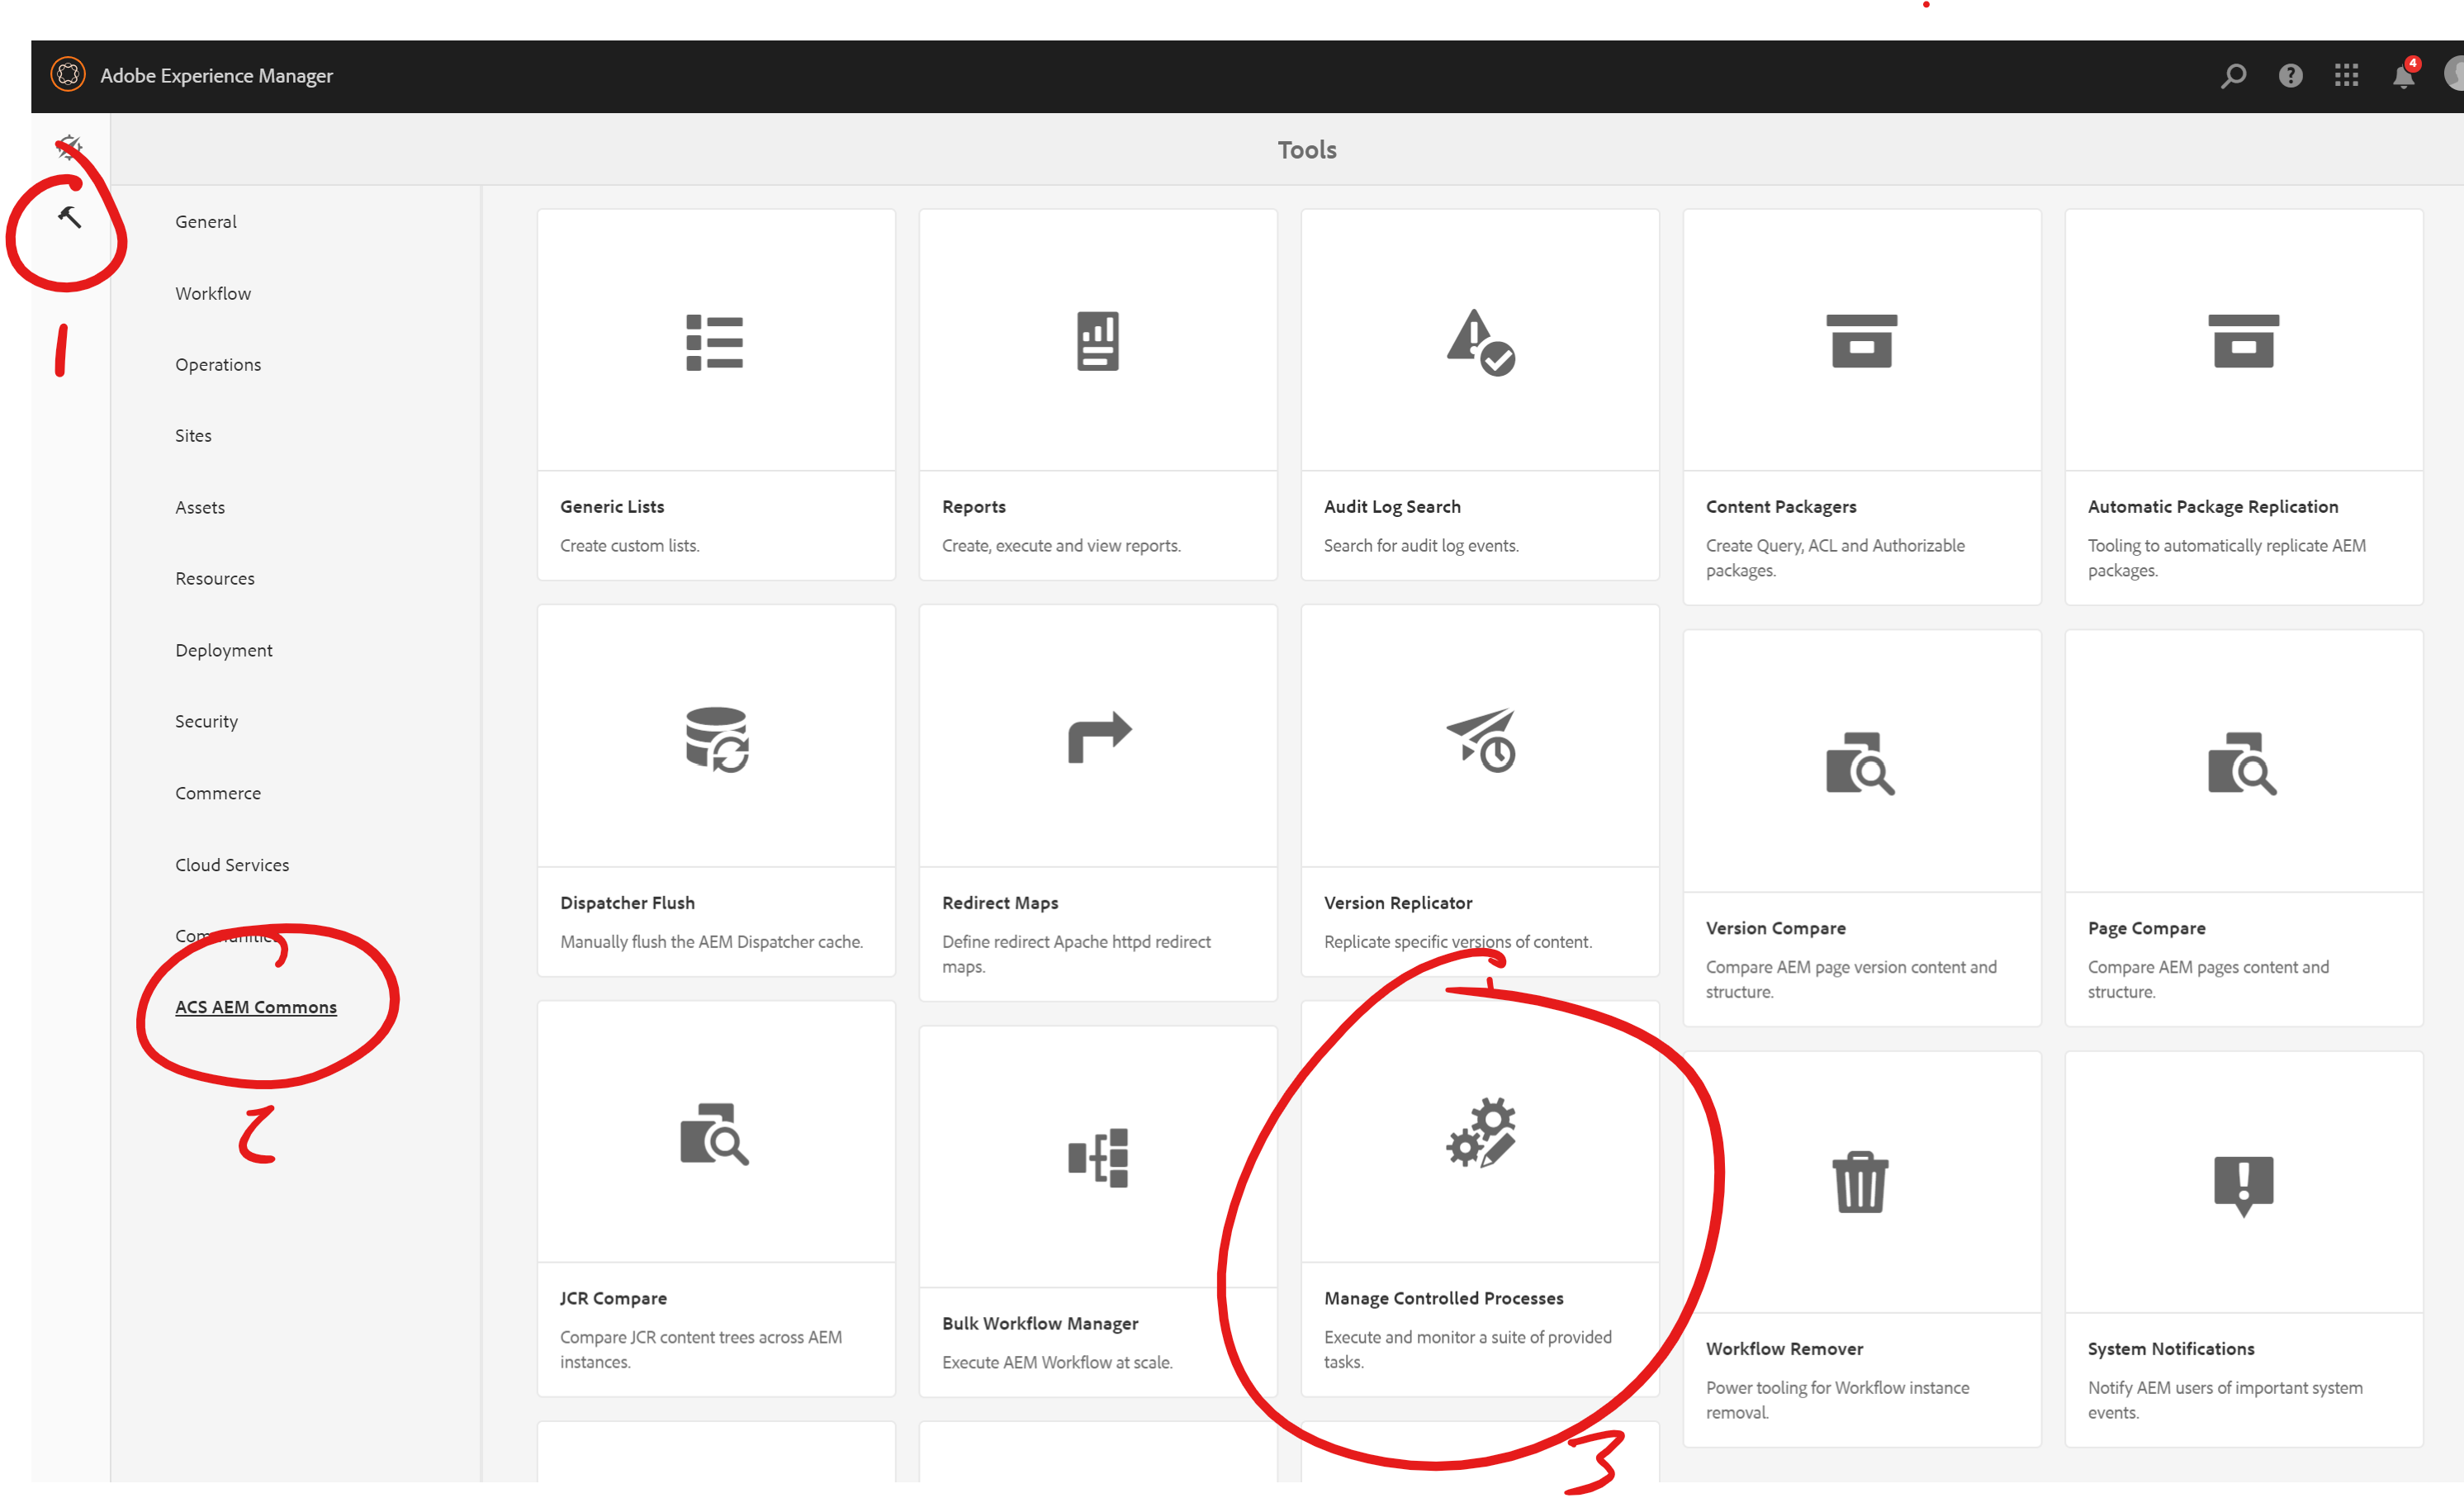 Adobe Experience Manager
4
Tools
General
Workflow
Operations
Sites
Assets
Resources
Deployment
Security
Commerce
Cloud Services
Communities
ACS AEM Commons
1
2
Generic Lists
Create custom lists.
Reports
Create, execute and view reports.
Audit Log Search
Search for audit log events.
Content Packagers
Create Query, ACL and Authorizable
packages.
Automatic Package Replication
Tooling to automatically replicate AEM
packages.
Dispatcher Flush
Manually flush the AEM Dispatcher cache.
Redirect Maps
Define redirect Apache httpd redirect
maps.
Version Replicator
Replicate specific versions of content.
Version Compare
Compare AEM page version content and
structure.
Page Compare
Compare AEM pages content and
structure.
JCR Compare
Compare JCR content trees across AEM
instances.
Bulk Workflow Manager
Execute AEM Workflow at scale.
Manage Controlled Processes
Execute and monitor a suite of provided
tasks.
3
Workflow Remover
Power tooling for Workflow instance
removal.
System Notifications
Notify AEM users of important system
events.